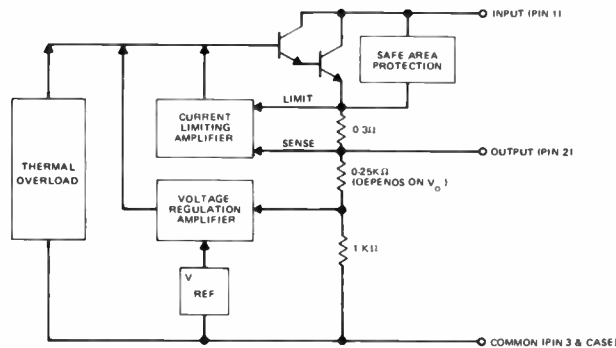 INPUT (PIN 1)
SAFE AREA
PROTECTION
LIMIT
CURRENT
LIMITING
AMPLIFIER
0.3Ω
SENSE
OUTPUT (PIN 2)
THERMAL
OVERLOAD
0-25KΩ
(DEPENDS ON Vo)
VOLTAGE
REGULATION
AMPLIFIER
1 KΩ
V
REF
COMMON (PIN 3 & CASE)